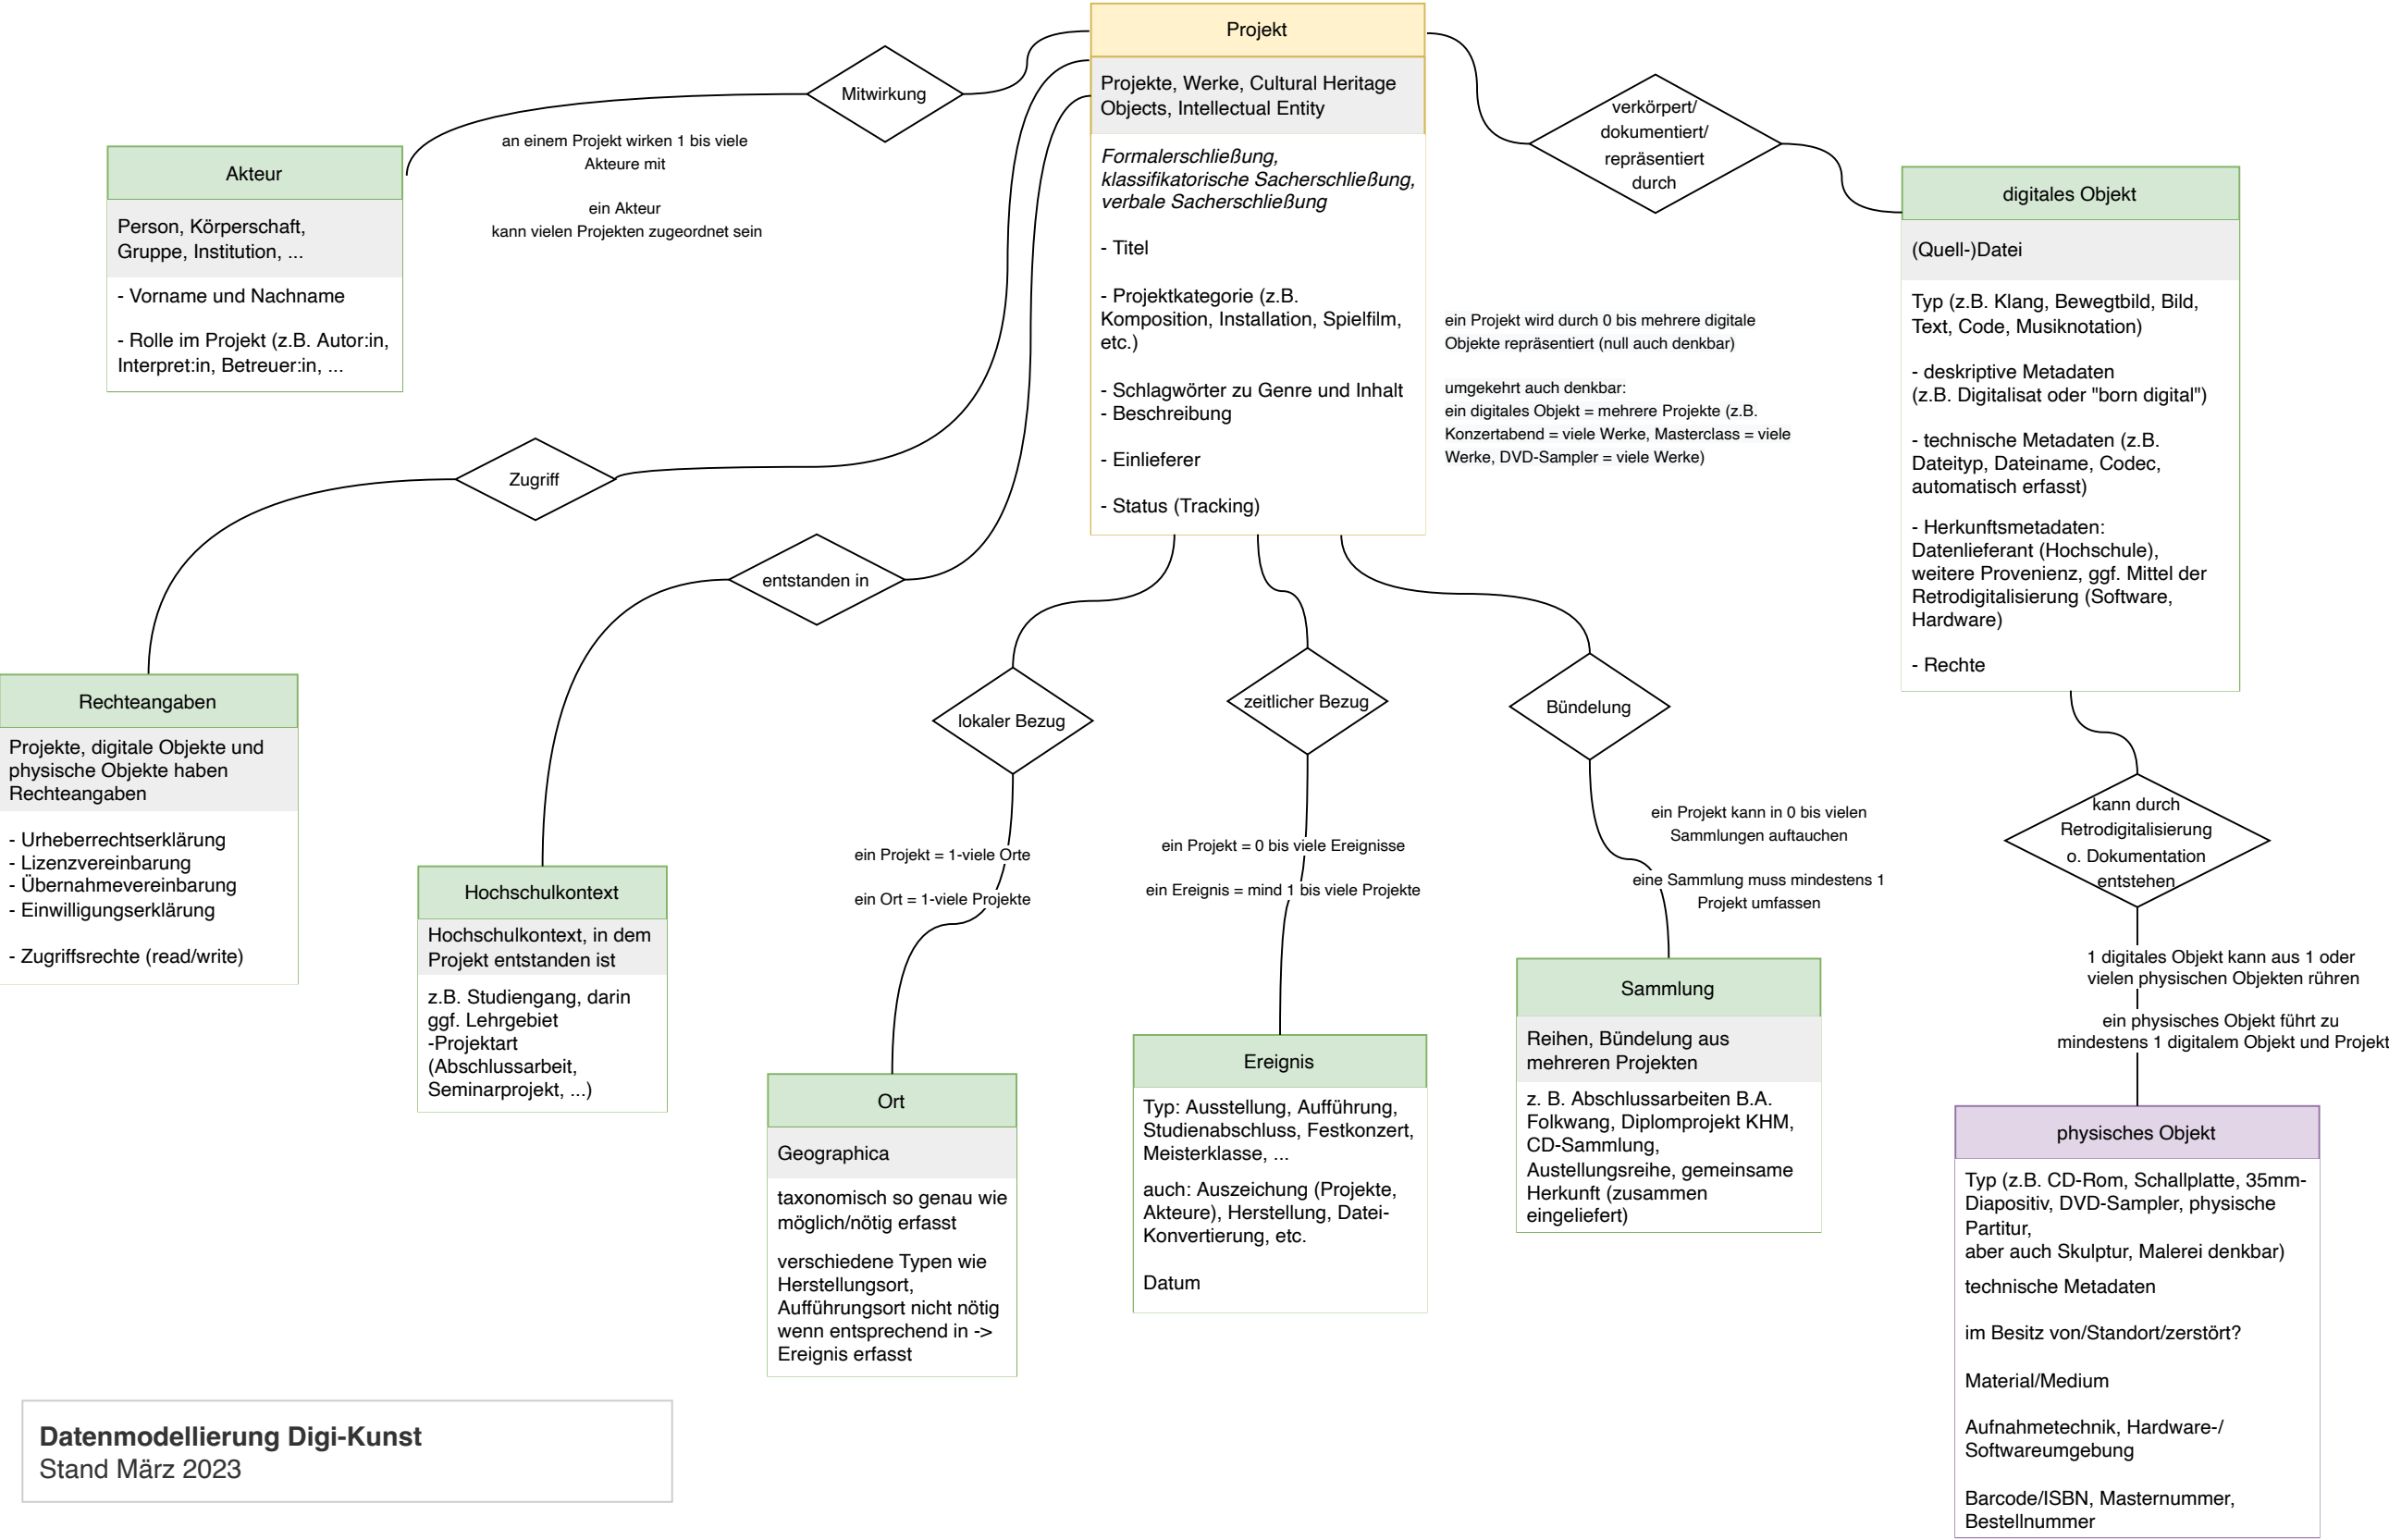 Projekt
Projekte, Werke, Cultural Heritage
Objects, Intellectual Entity
Formalerschließung,
klassifikatorische Sacherschließung,
verbale Sacherschließung
- Titel
- Projektkategorie (z.B.
Komposition, Installation, Spielfilm,
etc.)
- Schlagwörter zu Genre und Inhalt
- Beschreibung
- Einlieferer
- Status (Tracking)
Mitwirkung
an einem Projekt wirken 1 bis viele
Akteure mit
ein Akteur
kann vielen Projekten zugeordnet sein
Akteur
Person, Körperschaft,
Gruppe, Institution, ...
- Vorname und Nachname
- Rolle im Projekt (z.B. Autor:in,
Interpret:in, Betreuer:in, ...
verkörpert/
dokumentiert/
repräsentiert
durch
ein Projekt wird durch 0 bis mehrere digitale
Objekte repräsentiert (null auch denkbar)
umgekehrt auch denkbar:
ein digitales Objekt = mehrere Projekte (z.B.
Konzertabend = viele Werke, Masterclass = viele
Werke, DVD-Sampler = viele Werke)
digitales Objekt
(Quell-)Datei
Typ (z.B. Klang, Bewegtbild, Bild,
Text, Code, Musiknotation)
- deskriptive Metadaten
(z.B. Digitalisat oder "born digital")
- technische Metadaten (z.B.
Dateityp, Dateiname, Codec,
automatisch erfasst)
- Herkunftsmetadaten:
Datenlieferant (Hochschule),
weitere Provenienz, ggf. Mittel der
Retrodigitalisierung (Software,
Hardware)
- Rechte
Zugriff
entstanden in
Rechteangaben
Projekte, digitale Objekte und
physische Objekte haben
Rechteangaben
- Urheberrechtserklärung
- Lizenzvereinbarung
- Übernahmevereinbarung
- Einwilligungserklärung
- Zugriffsrechte (read/write)
Hochschulkontext
Hochschulkontext, in dem
Projekt entstanden ist
z.B. Studiengang, darin
ggf. Lehrgebiet
-Projektart
(Abschlussarbeit,
Seminarprojekt, ...)
lokaler Bezug
ein Projekt = 1-viele Orte
ein Ort = 1-viele Projekte
Ort
Geographica
taxonomisch so genau wie
möglich/nötig erfasst
verschiedene Typen wie
Herstellungsort,
Aufführungsort nicht nötig
wenn entsprechend in ->
Ereignis erfasst
zeitlicher Bezug
ein Projekt = 0 bis viele Ereignisse
ein Ereignis = mind 1 bis viele Projekte
Ereignis
Typ: Ausstellung, Aufführung,
Studienabschluss, Festkonzert,
Meisterklasse, ...
auch: Auszeichung (Projekte,
Akteure), Herstellung, Datei-
Konvertierung, etc.
Datum
Bündelung
ein Projekt kann in 0 bis vielen
Sammlungen auftauchen
eine Sammlung muss mindestens 1
Projekt umfassen
Sammlung
Reihen, Bündelung aus
mehreren Projekten
z. B. Abschlussarbeiten B.A.
Folkwang, Diplomprojekt KHM,
CD-Sammlung,
Austellungsreihe, gemeinsame
Herkunft (zusammen
eingeliefert)
kann durch
Retrodigitalisierung
o. Dokumentation
entstehen
1 digitales Objekt kann aus 1 oder
vielen physischen Objekten rühren
ein physisches Objekt führt zu
mindestens 1 digitalem Objekt und Projekt
physisches Objekt
Typ (z.B. CD-Rom, Schallplatte, 35mm-
Diapositiv, DVD-Sampler, physische
Partitur,
aber auch Skulptur, Malerei denkbar)
technische Metadaten
im Besitz von/Standort/zerstört?
Material/Medium
Aufnahmetechnik, Hardware-/
Softwareumgebung
Barcode/ISBN, Masternummer,
Bestellnummer
Datenmodellierung Digi-Kunst
Stand März 2023